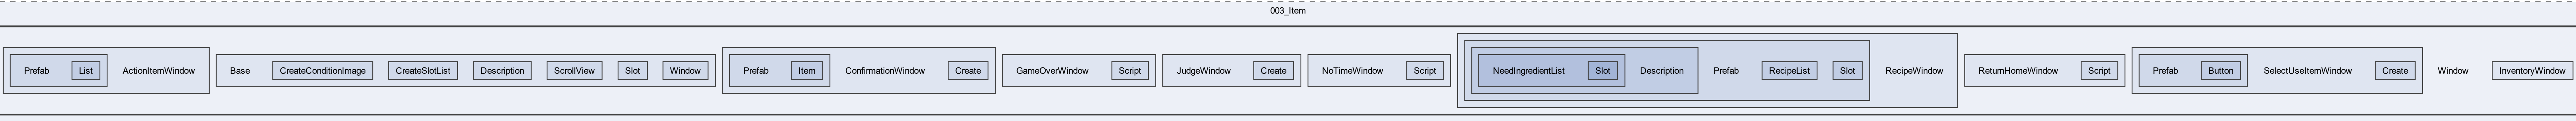 003_Item
Prefab List ActionItemWindow Base CreateConditionImage CreateSlotList Description ScrollView Slot Window Prefab Item ConfirmationWindow Create GameOverWindow Script JudgeWindow Create NoTimeWindow Script NeedIngredientList Slot Description Prefab RecipeList Slot RecipeWindow ReturnHomeWindow Script Prefab Button SelectUseItemWindow Create Window InventoryWindow